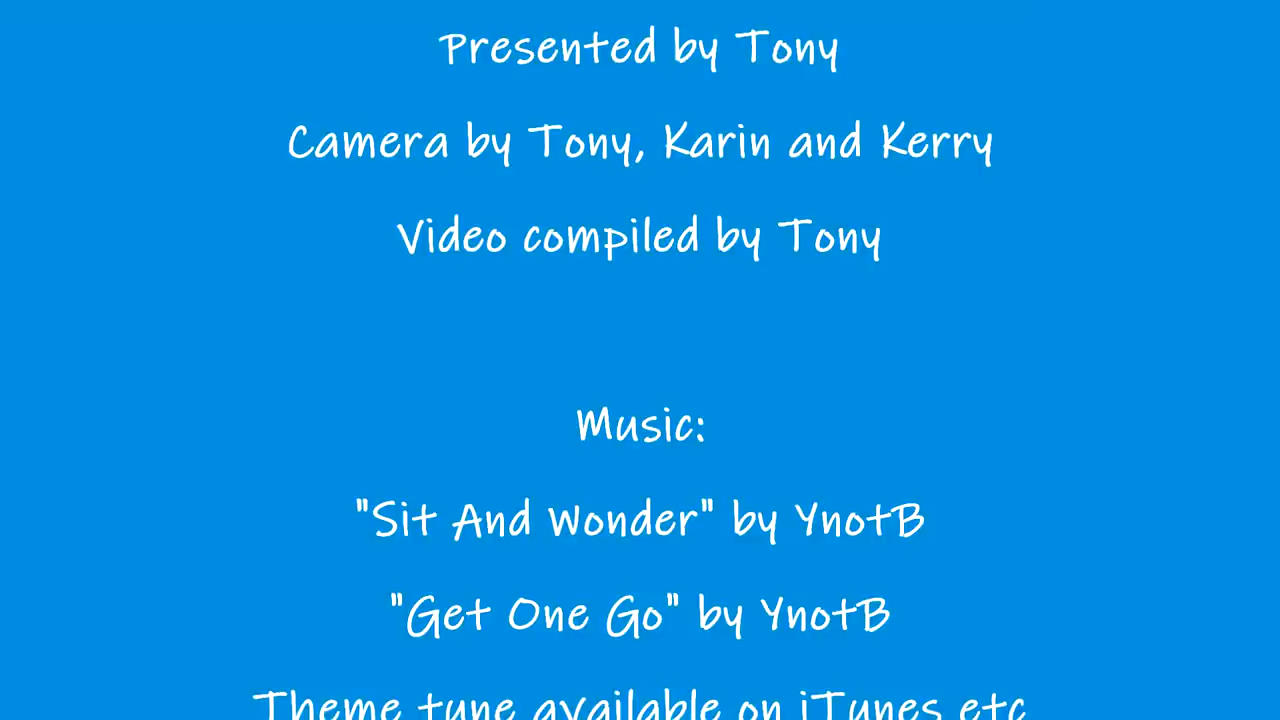 Presented by Tony
Camera by Tony, Karin and Kerry
Video compiled by Tony
Music:
"Sit And Wonder" by YnotB
"Get One Go" by YnotB
Theme tune available on iTunes etc